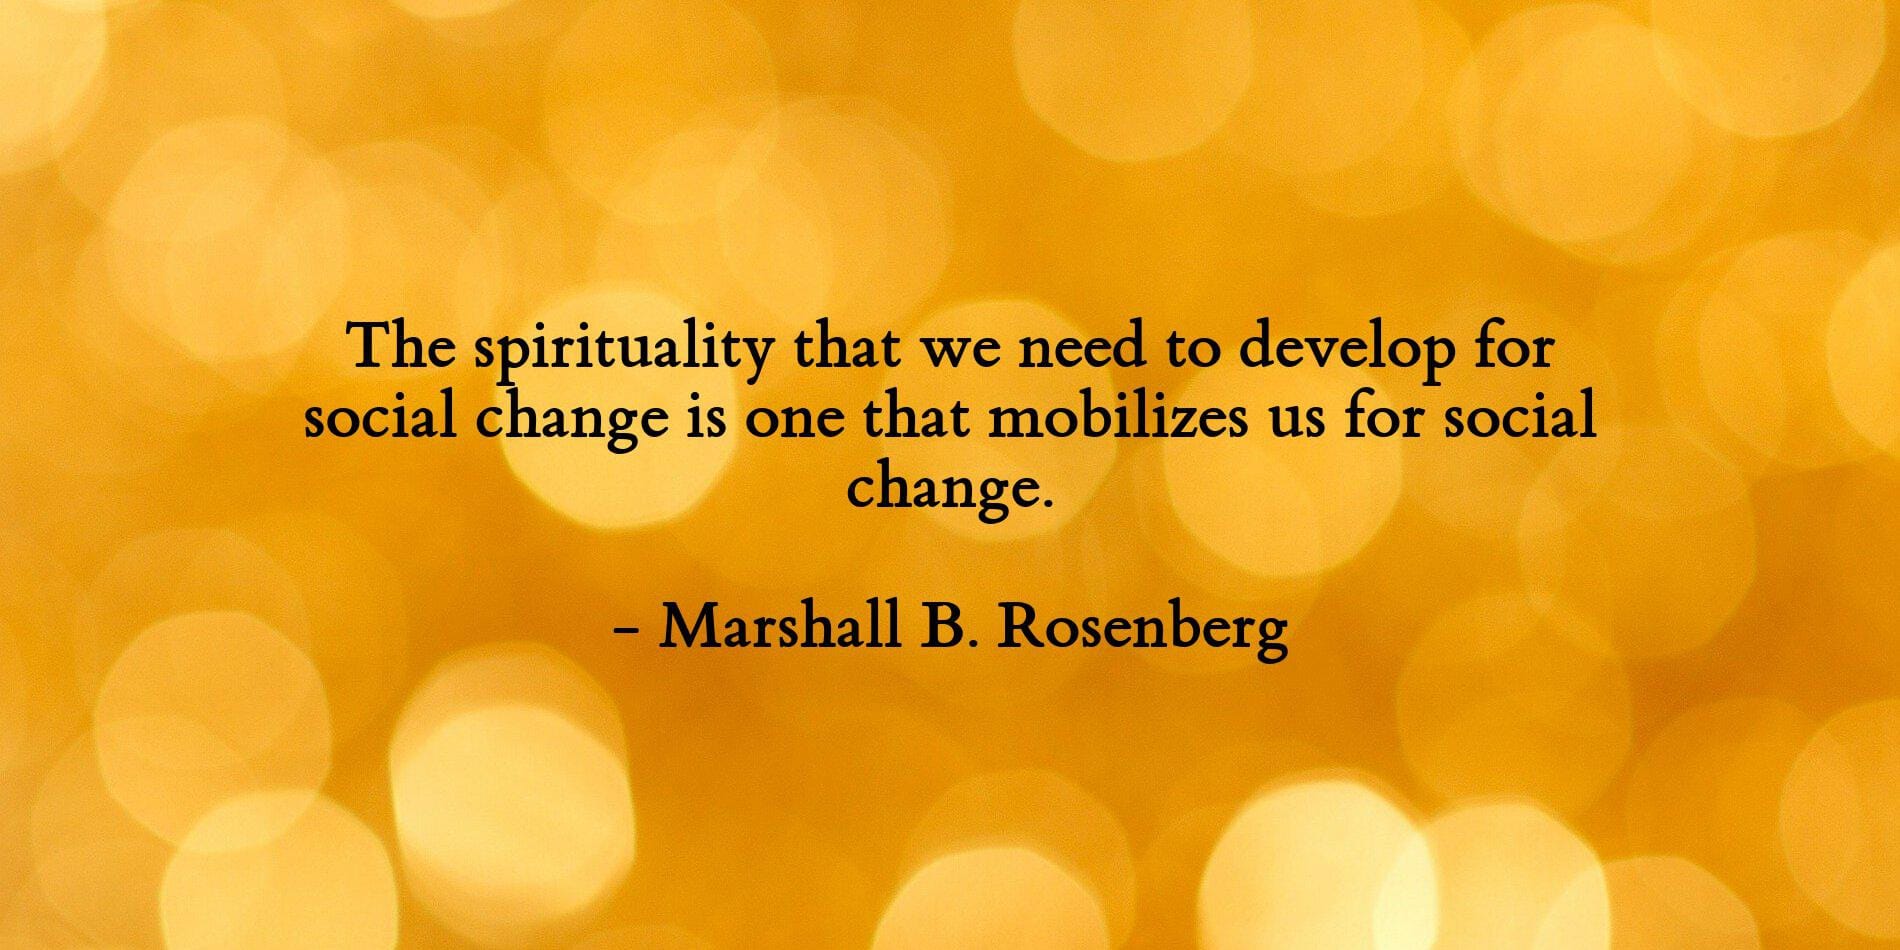 The spirituality that we need to develop for
social change is one that mobilizes us for social
change.
- Marshall B. Rosenberg